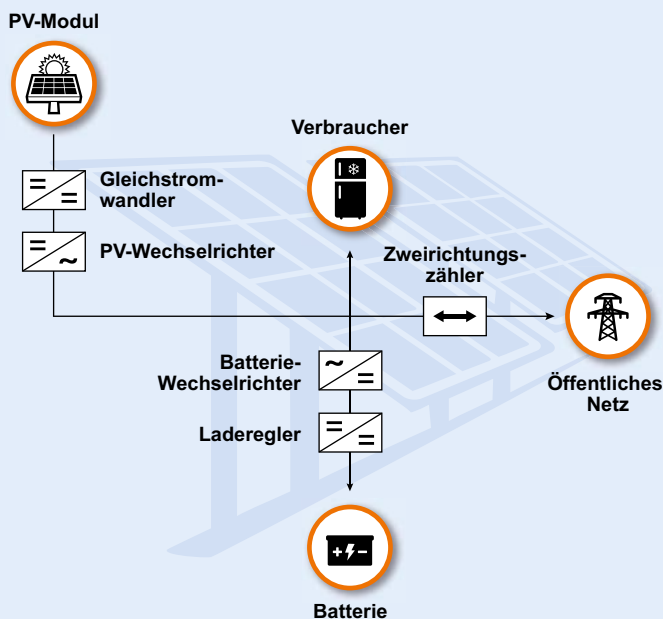 PV-Modul
Verbraucher
Gleichstrom-
wandler
PV-Wechselrichter
Zweirichtungs-
zähler
Batterie-
Wechselrichter
Öffentliches
Netz
Laderegler
Batterie